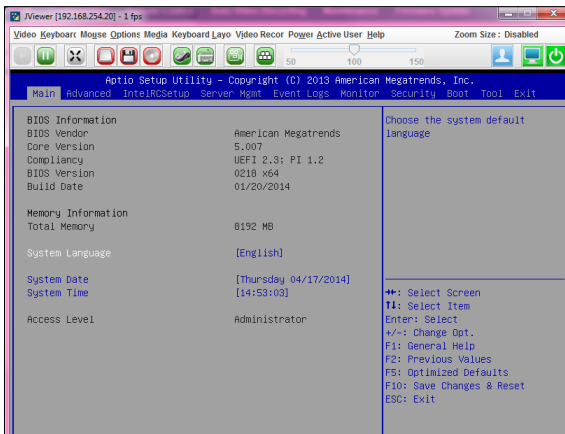 JViewer [192.168.254.20] - 1 fps
Video Keyboarc Mouse Options Media Keyboard Layo Video Recor Power Active User Help Zoom Size : Disabled
50 100 150
Aptio Setup Utility - Copyright (C) 2013 American Megatrends, Inc.
Main Advanced IntelRCSetup Server Mgmt Event Logs Monitor Security Boot Tool Exit
BIOS Information
BIOS Vendor American Megatrends
Core Version 5.007
Compliancy UEFI 2.3; PI 1.2
BIOS Version 0218 x64
Build Date 01/20/2014
Memory Information
Total Memory 8192 MB
System Language [English]
System Date [Thursday 04/17/2014]
System Time [14:53:03]
Access Level Administrator
Choose the system default
language
→←: Select Screen
↑↓: Select Item
Enter: Select
+/-: Change Opt.
F1: General Help
F2: Previous Values
F5: Optimized Defaults
F10: Save Changes & Reset
ESC: Exit